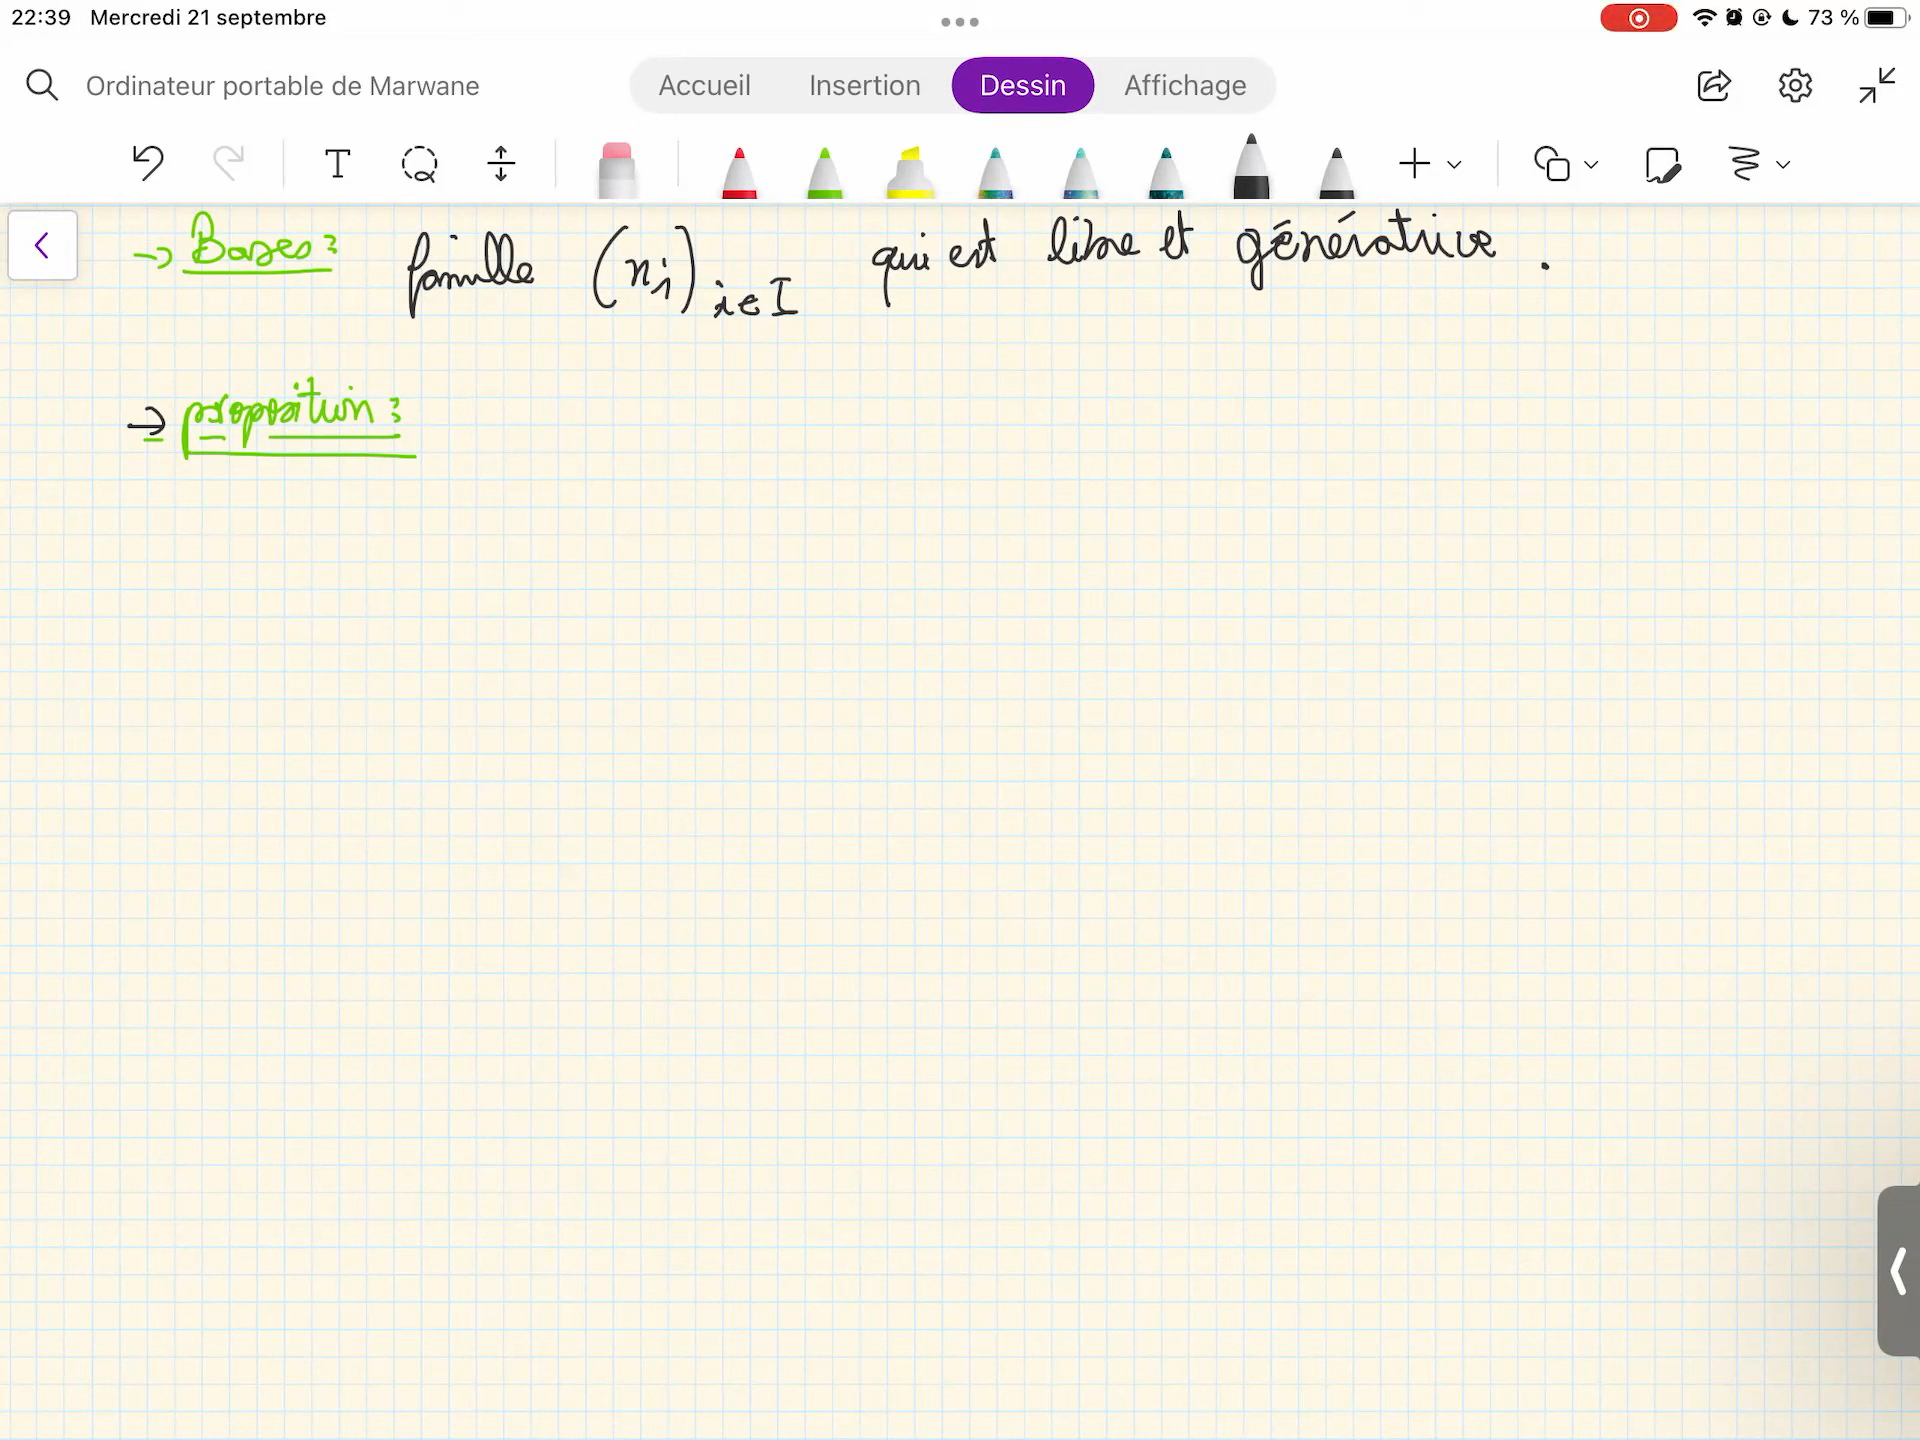 22:39 Mercredi 21 septembre 73 %
Ordinateur portable de Marwane Accueil Insertion Dessin Affichage
T
→ Bases : famille (x_i)_{i∈I} qui est libre et génératrice .
→ proposition :